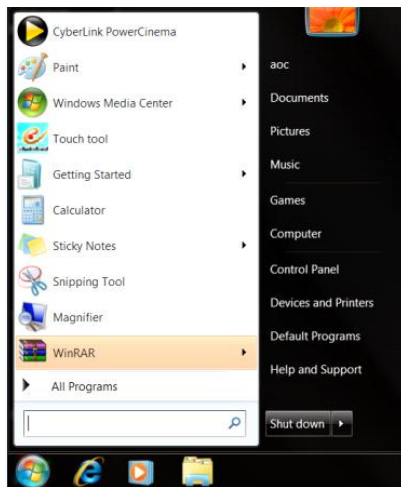 CyberLink PowerCinema
Paint
Windows Media Center
Touch tool
Getting Started
Calculator
Sticky Notes
Snipping Tool
Magnifier
WinRAR
All Programs
aoc
Documents
Pictures
Music
Games
Computer
Control Panel
Devices and Printers
Default Programs
Help and Support
Shut down